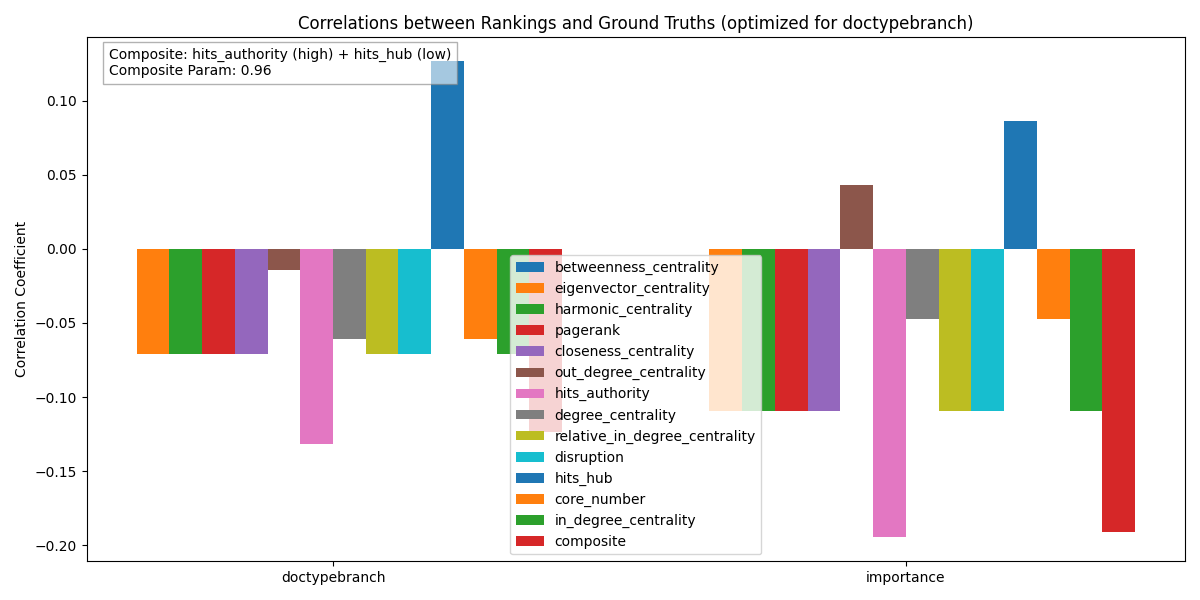 Correlations between Rankings and Ground Truths (optimized for doctypebranch)
Composite: hits_authority (high) + hits_hub (low)
Composite Param: 0.96
Correlation Coefficient
0.10
0.05
0.00
−0.05
−0.10
−0.15
−0.20
betweenness_centrality
eigenvector_centrality
harmonic_centrality
pagerank
closeness_centrality
out_degree_centrality
hits_authority
degree_centrality
relative_in_degree_centrality
disruption
hits_hub
core_number
in_degree_centrality
composite
doctypebranch
importance